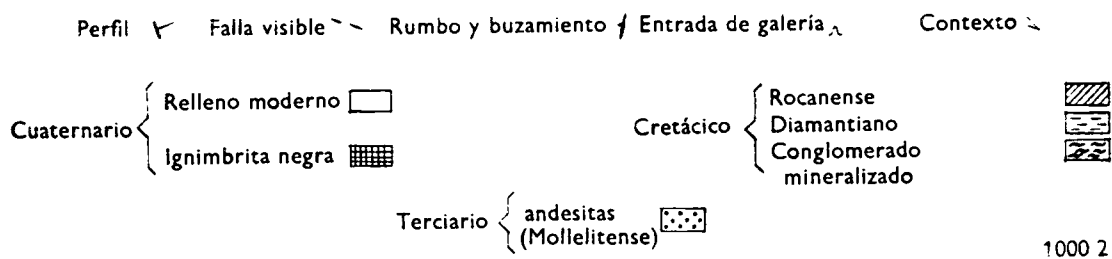 Perfil Falla visible Rumbo y buzamiento Entrada de galería Contexto
Cuaternario
Relleno moderno
Ignimbrita negra
Cretácico
Rocanense
Diamantiano
Conglomerado
mineralizado
Terciario
andesitas
(Mollelitense)
1000 2